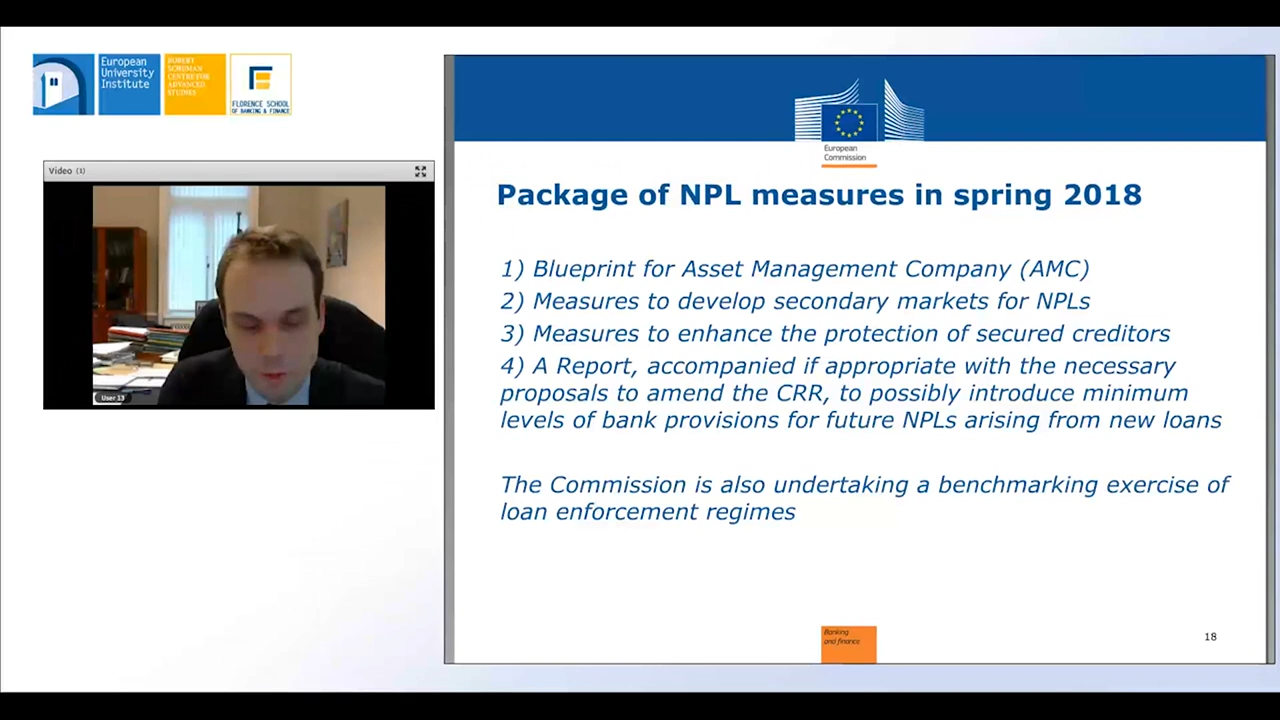 European
University
Institute
ROBERT
SCHUMAN
CENTRE FOR
ADVANCED
STUDIES
FLORENCE SCHOOL
OF BANKING & FINANCE
Video (1)
User 13
European
Commission
Package of NPL measures in spring 2018
1) Blueprint for Asset Management Company (AMC)
2) Measures to develop secondary markets for NPLs
3) Measures to enhance the protection of secured creditors
4) A Report, accompanied if appropriate with the necessary
proposals to amend the CRR, to possibly introduce minimum
levels of bank provisions for future NPLs arising from new loans
The Commission is also undertaking a benchmarking exercise of
loan enforcement regimes
Banking
and finance
18